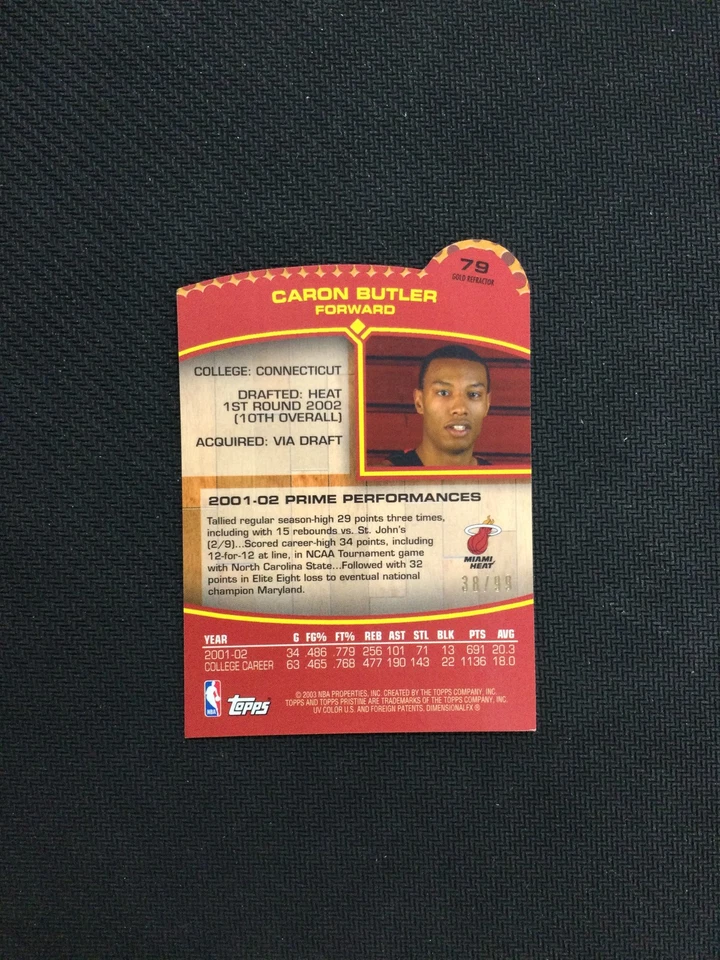 79
GOLD REFRACTOR
CARON BUTLER
FORWARD
COLLEGE: CONNECTICUT
DRAFTED: HEAT
1ST ROUND 2002
(10TH OVERALL)
ACQUIRED: VIA DRAFT
2001-02 PRIME PERFORMANCES
Tallied regular season-high 29 points three times,
including with 15 rebounds vs. St. John's
(2/9)...Scored career-high 34 points, including
12-for-12 at line, in NCAA Tournament game
with North Carolina State...Followed with 32
points in Elite Eight loss to eventual national
champion Maryland.
MIAMI
HEAT
38/99
YEAR G FG% FT% REB AST STL BLK PTS AVG
2001-02 34 .486 .779 256 101 71 13 691 20.3
COLLEGE CAREER 63 .465 .768 477 190 143 22 1136 18.0
NBA
TOPPS
© 2003 NBA PROPERTIES, INC. CREATED BY THE TOPPS COMPANY, INC.
TOPPS AND TOPPS PRISTINE ARE TRADEMARKS OF THE TOPPS COMPANY, INC.
UV COLOR U.S. AND FOREIGN PATENTS, DIMENSIONALFX ®